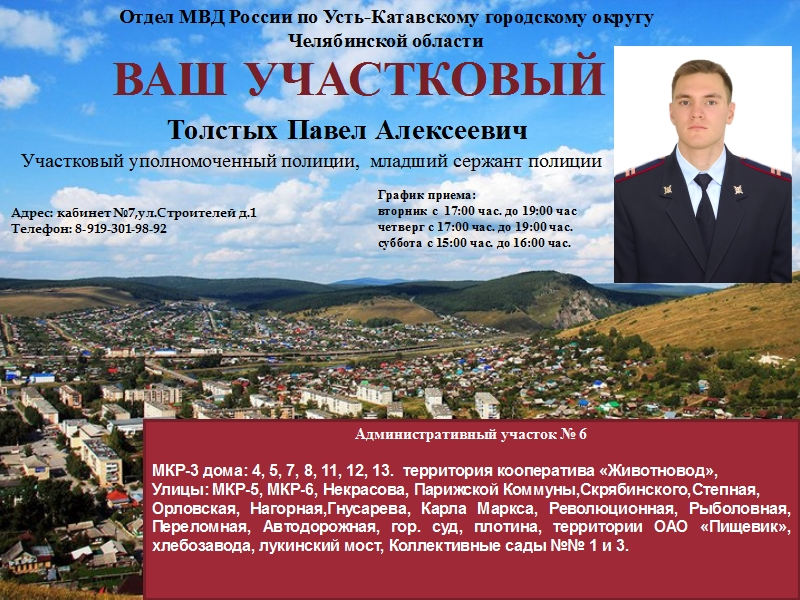 Отдел МВД России по Усть-Катавскому городскому округу
Челябинской области
ВАШ УЧАСТКОВЫЙ
Толстых Павел Алексеевич
Участковый уполномоченный полиции,  младший сержант полиции
Адрес: кабинет №7,ул.Строителей д.1
Телефон: 8-919-301-98-92
График приема:
вторник с  17:00 час. до 19:00 час
четверг с 17:00 час. до 19:00 час.
суббота с 15:00 час. до 16:00 час.
Административный участок № 6
МКР-3 дома: 4, 5, 7, 8, 11, 12, 13.  территория кооператива «Животновод»,
Улицы: МКР-5, МКР-6, Некрасова, Парижской Коммуны,Скрябинского,Степная,
Орловская, Нагорная,Гнусарева, Карла Маркса, Революционная, Рыболовная,
Переломная, Автодорожная, гор. суд, плотина, территории ОАО «Пищевик»,
хлебозавода, лукинский мост, Коллективные сады №№ 1 и 3.